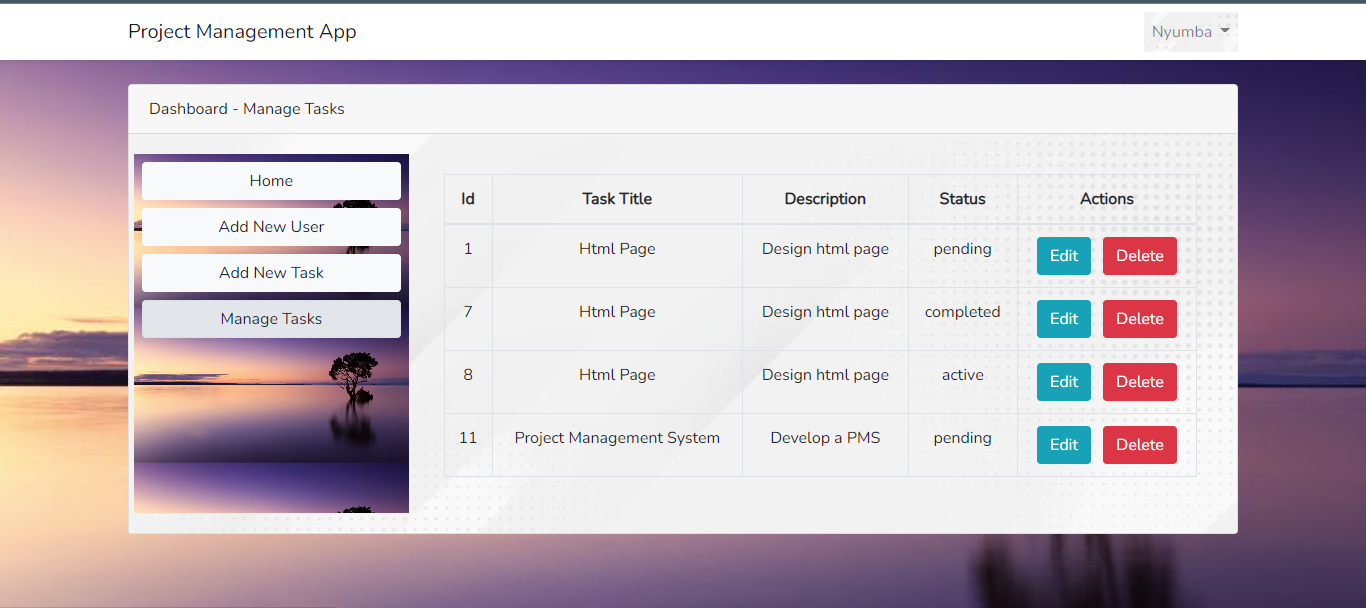 Project Management App
Nyumba
Dashboard - Manage Tasks
Home
Add New User
Add New Task
Manage Tasks
Id Task Title Description Status Actions
1 Html Page Design html page pending Edit Delete
7 Html Page Design html page completed Edit Delete
8 Html Page Design html page active Edit Delete
11 Project Management System Develop a PMS pending Edit Delete